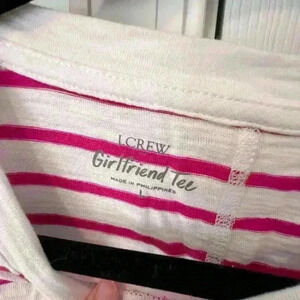 J.CREW
Girlfriend Tee
MADE IN PHILIPPINES
L